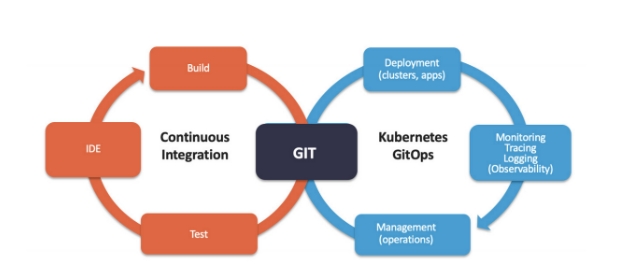 Build
IDE
Continuous
Integration
Test
GIT
Deployment
(clusters, apps)
Kubernetes
GitOps
Monitoring
Tracing
Logging
(Observability)
Management
(operations)